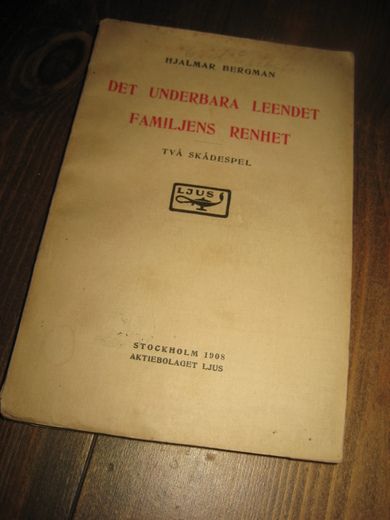 HJALMAR BERGMAN
DET UNDERBARA LEENDET
FAMILJENS RENHET
TVÅ SKÅDESPEL
LJUS
STOCKHOLM 1908
AKTIEBOLAGET LJUS